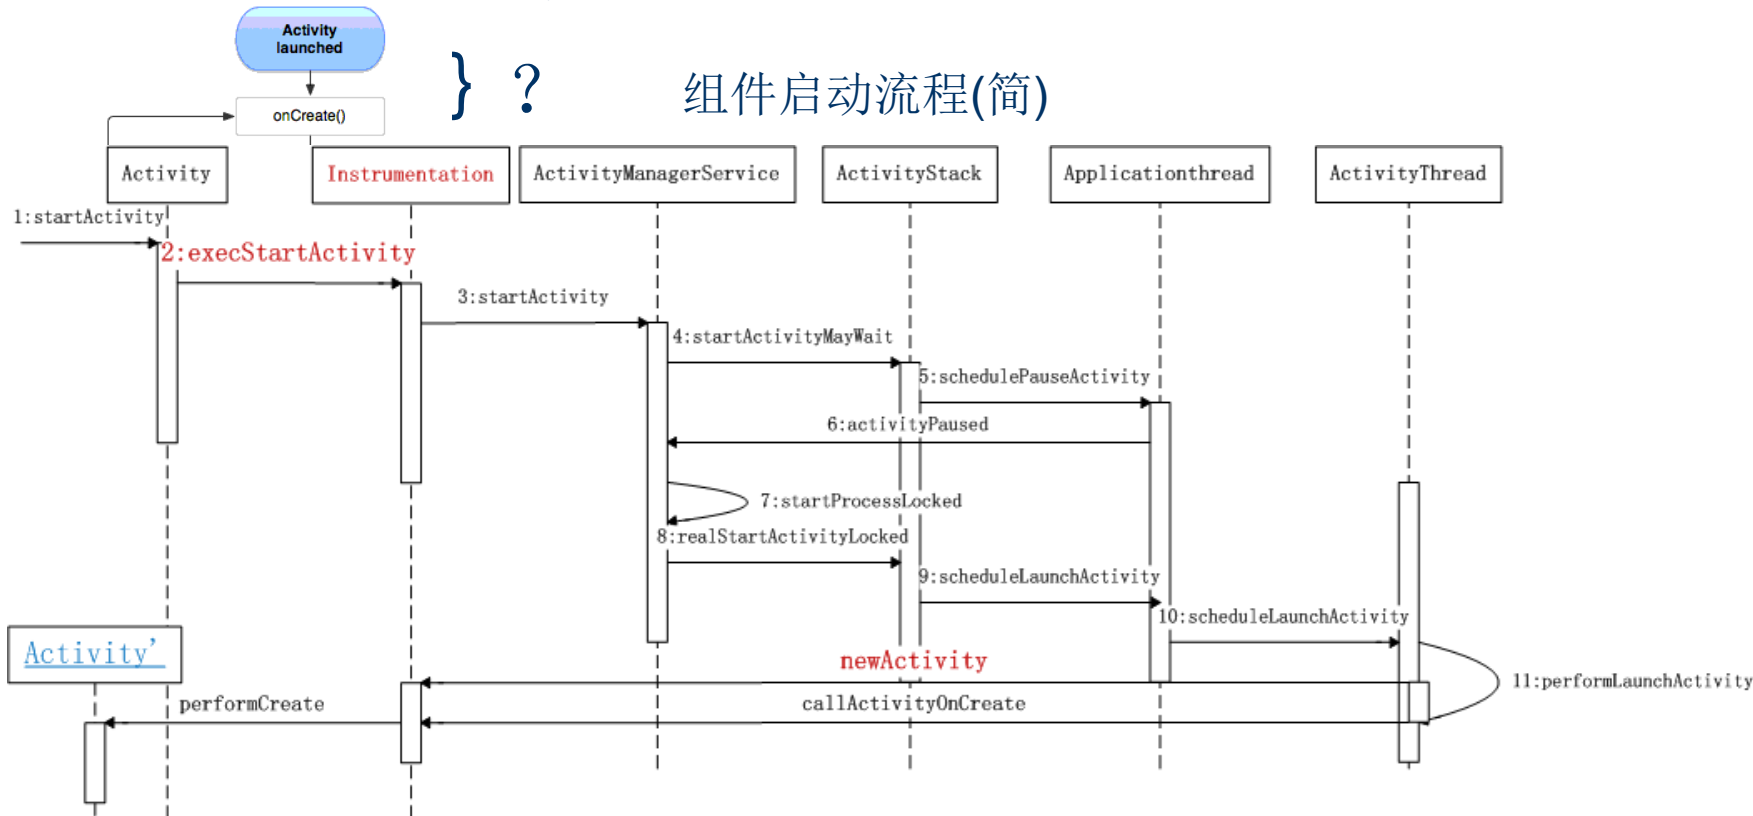 Activity
launched
onCreate()
} ？
组件启动流程(简)
Activity
Instrumentation
ActivityManagerService
ActivityStack
Applicationthread
ActivityThread
1:startActivity
2:execStartActivity
3:startActivity
4:startActivityMayWait
5:schedulePauseActivity
6:activityPaused
7:startProcessLocked
8:realStartActivityLocked
9:scheduleLaunchActivity
10:scheduleLaunchActivity
Activity’
newActivity
11:performLaunchActivity
performCreate
callActivityOnCreate